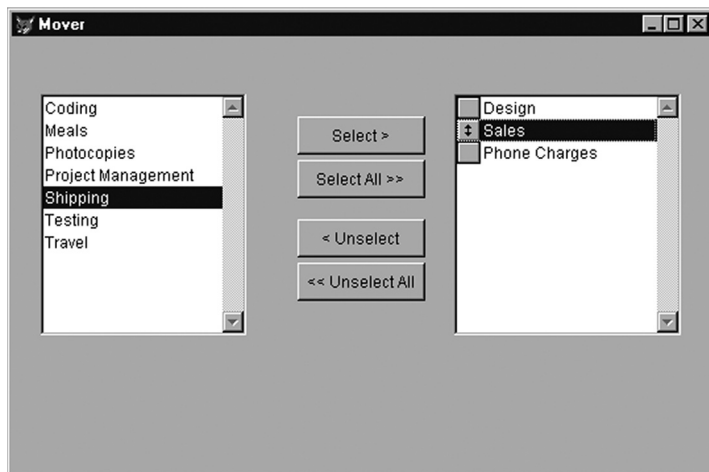 Mover
Coding
Meals
Photocopies
Project Management
Shipping
Testing
Travel
Select >
Select All >>
< Unselect
<< Unselect All
Design
Sales
Phone Charges